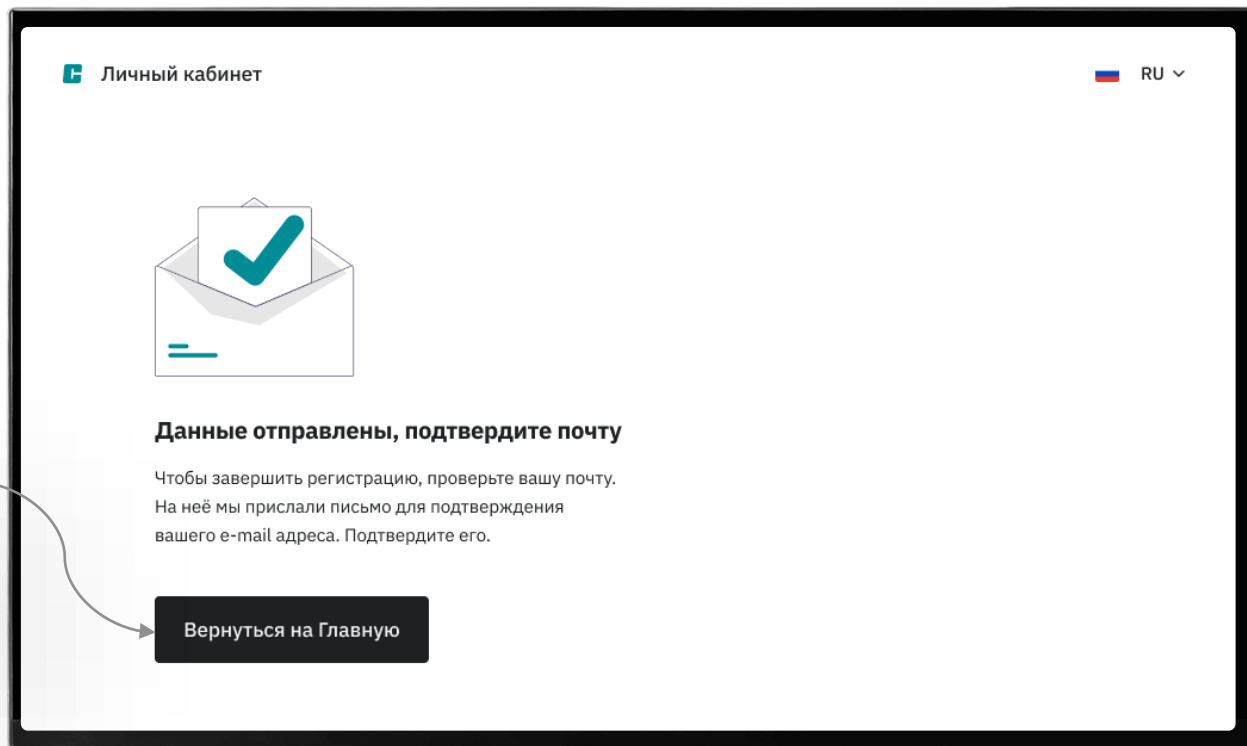 Личный кабинет
RU
Данные отправлены, подтвердите почту
Чтобы завершить регистрацию, проверьте вашу почту.
На неё мы прислали письмо для подтверждения
вашего e-mail адреса. Подтвердите его.
Вернуться на Главную